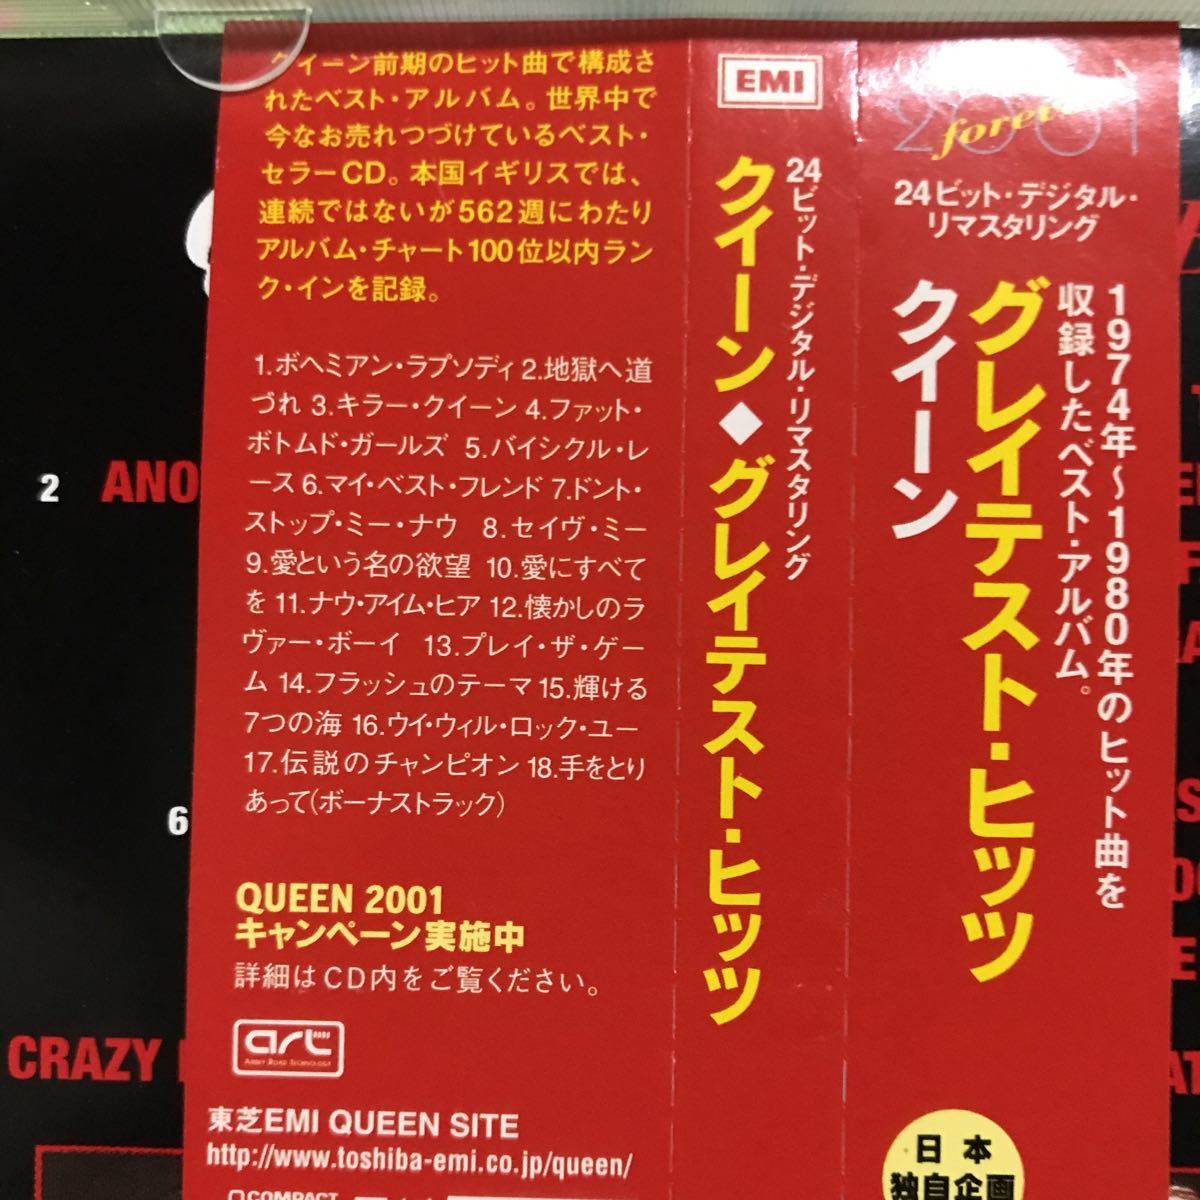 クイーン前期のヒット曲で構成さ
れたベスト・アルバム。世界中で
今なお売れつづけているベスト・
セラーCD。本国イギリスでは、
連続ではないが562週にわたり
アルバム・チャート100位以内ラン
ク・インを記録。
1.ボヘミアン・ラプソディ 2.地獄へ道
づれ 3.キラー・クイーン 4.ファット・
ボトムド・ガールズ 5.バイシクル・レ
ース 6.マイ・ベスト・フレンド 7.ドント・
ストップ・ミー・ナウ 8.セイヴ・ミー
9.愛という名の欲望 10.愛にすべて
を 11.ナウ・アイム・ヒア 12.懐かしのラ
ヴァー・ボーイ 13.プレイ・ザ・ゲー
ム 14.フラッシュのテーマ 15.輝ける
7つの海 16.ウイ・ウィル・ロック・ユー
17.伝説のチャンピオン 18.手をとり
あって(ボーナストラック)
QUEEN 2001
キャンペーン実施中
詳細はCD内をご覧ください。
art
ABBEY ROAD TECHNOLOGY
東芝EMI QUEEN SITE
http://www.toshiba-emi.co.jp/queen/
COMPACT
EMI
24ビット・デジタル・リマスタリング
クイーン◆グレイテスト・ヒッツ
2001
24ビット・デジタル・
リマスタリング
1974年〜1980年のヒット曲を
収録したベスト・アルバム。
グレイテスト・ヒッツ
クイーン
日本
独自企画
2 ANO
6
CRAZY